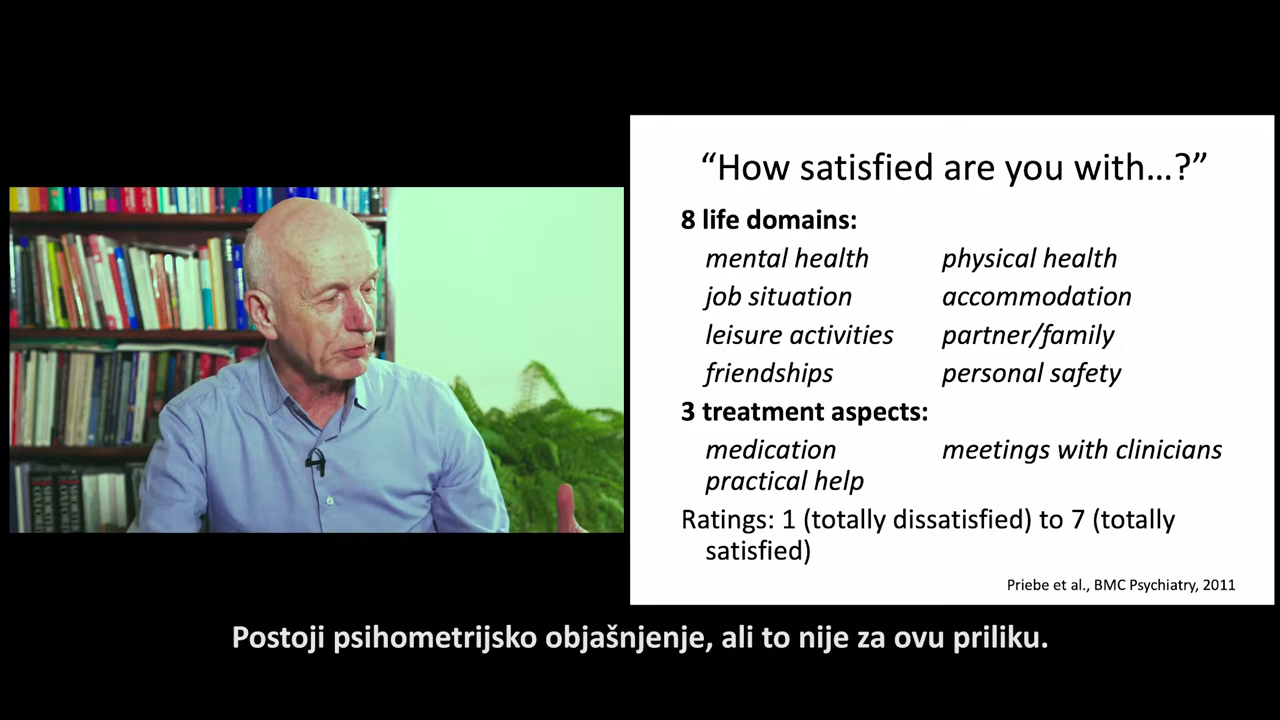 “How satisfied are you with…?”
8 life domains:
mental health physical health
job situation accommodation
leisure activities partner/family
friendships personal safety
3 treatment aspects:
medication meetings with clinicians
practical help
Ratings: 1 (totally dissatisfied) to 7 (totally
satisfied)
Priebe et al., BMC Psychiatry, 2011
Postoji psihometrijsko objašnjenje, ali to nije za ovu priliku.